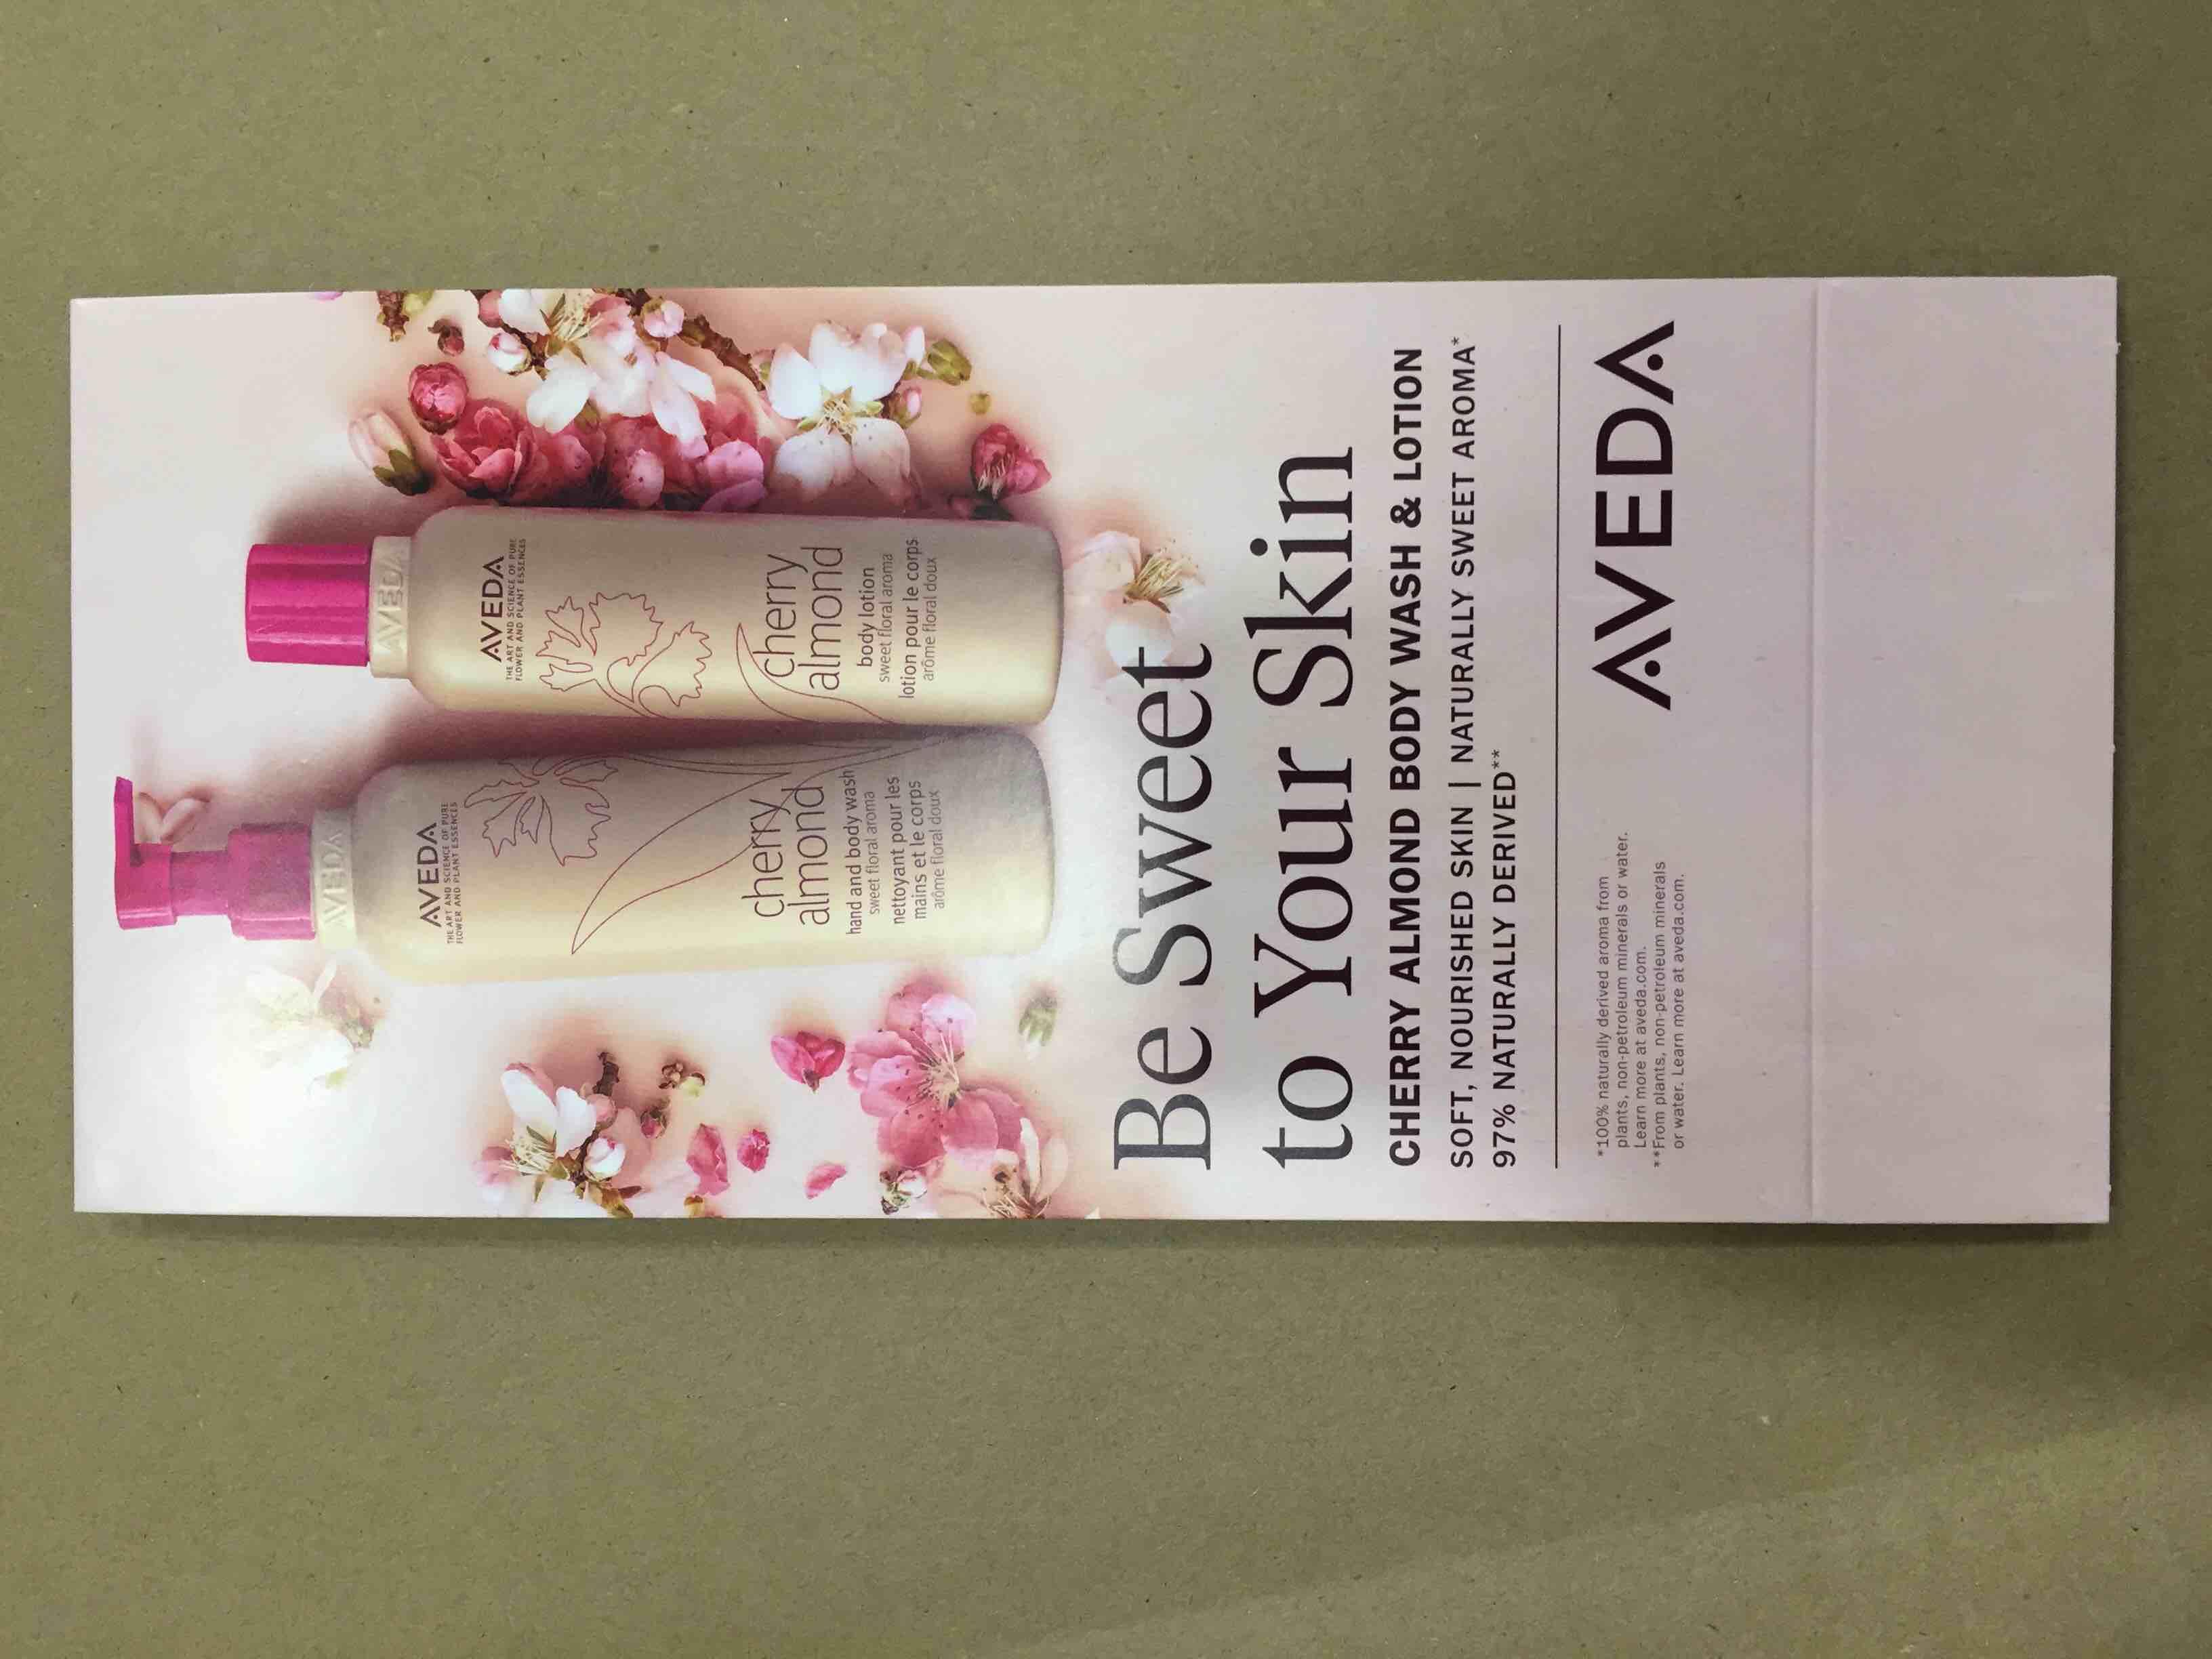 AVEDA
AVEDA
THE ART AND SCIENCE OF PURE
FLOWER AND PLANT ESSENCES
cherry
almond
hand and body wash
sweet floral aroma
nettoyant pour les
mains et le corps
arôme floral doux
AVEDA
AVEDA
THE ART AND SCIENCE OF PURE
FLOWER AND PLANT ESSENCES
cherry
almond
body lotion
sweet floral aroma
lotion pour le corps
arôme floral doux
Be Sweet
to Your Skin
CHERRY ALMOND BODY WASH & LOTION
SOFT, NOURISHED SKIN | NATURALLY SWEET AROMA*
97% NATURALLY DERIVED**
*100% naturally derived aroma from
plants, non-petroleum minerals or water.
Learn more at aveda.com.
**From plants, non-petroleum minerals
or water. Learn more at aveda.com.
AVEDA